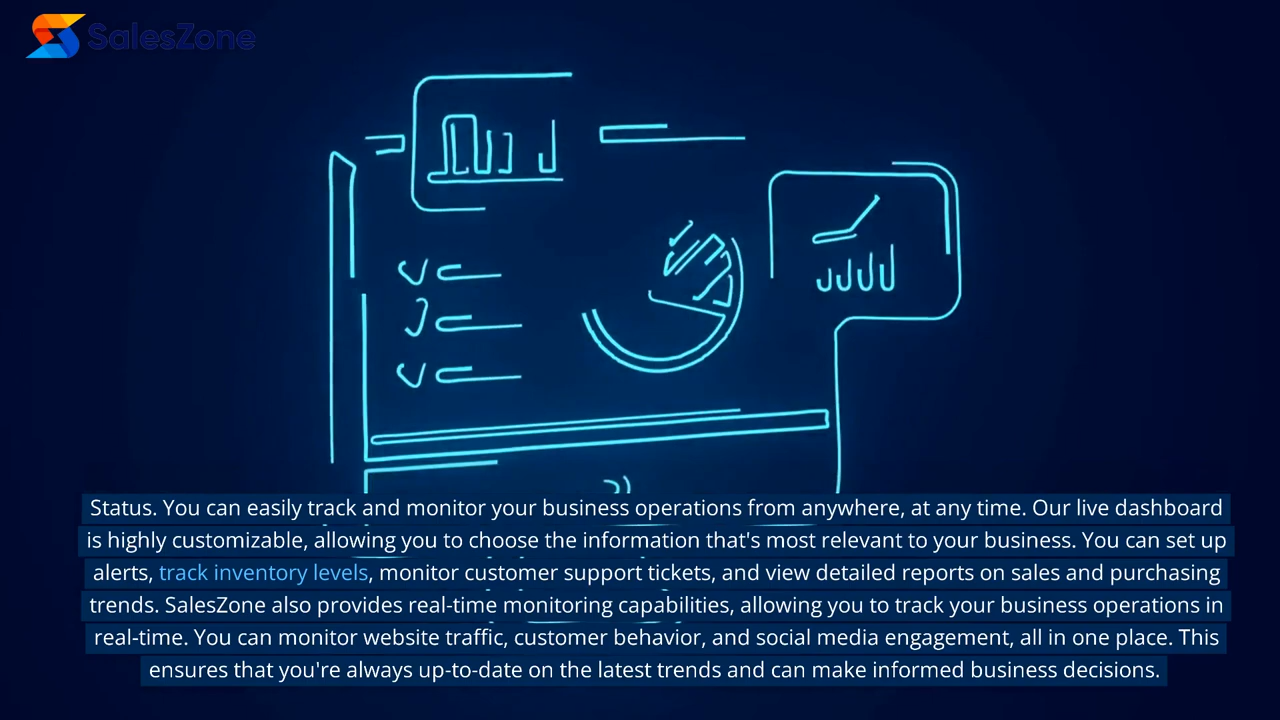 SalesZone
Status. You can easily track and monitor your business operations from anywhere, at any time. Our live dashboard
is highly customizable, allowing you to choose the information that's most relevant to your business. You can set up
alerts, track inventory levels, monitor customer support tickets, and view detailed reports on sales and purchasing
trends. SalesZone also provides real-time monitoring capabilities, allowing you to track your business operations in
real-time. You can monitor website traffic, customer behavior, and social media engagement, all in one place. This
ensures that you're always up-to-date on the latest trends and can make informed business decisions.